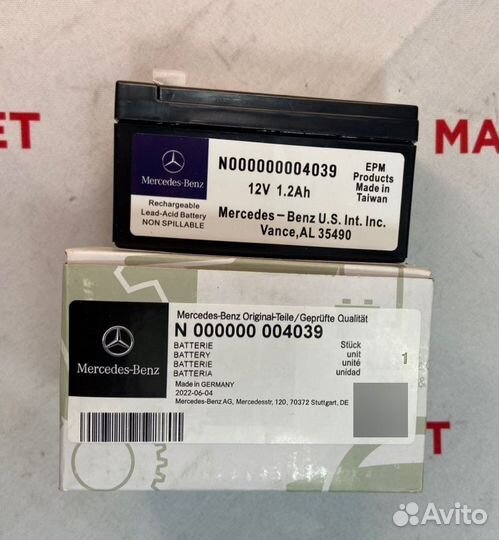 ET
MA
N000000004039
12V 1.2Ah
EPM
Products
Made in
Taiwan
Mercedes-Benz
Rechargeable
Lead-Acid Battery
NON SPILLABLE
Mercedes-Benz U.S. Int. Inc.
Vance, AL 35490
Mercedes-Benz Original-Teile/Geprüfte Qualität
N 000000 004039
Mercedes-Benz
BATTERIE Stück
BATTERY unit
BATTERIE unité
BATTERIA unidad
1
Made in GERMANY
2022-06-04
Mercedes-Benz AG, Mercedesstr, 120, 70372 Stuttgart, DE
Avito